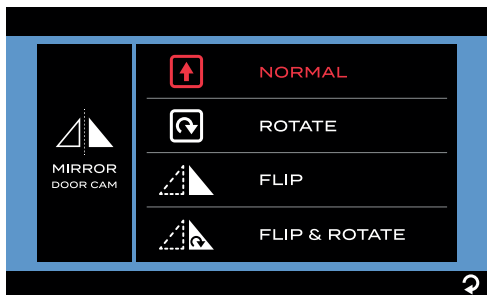 MIRROR
DOOR CAM
NORMAL
ROTATE
FLIP
FLIP & ROTATE